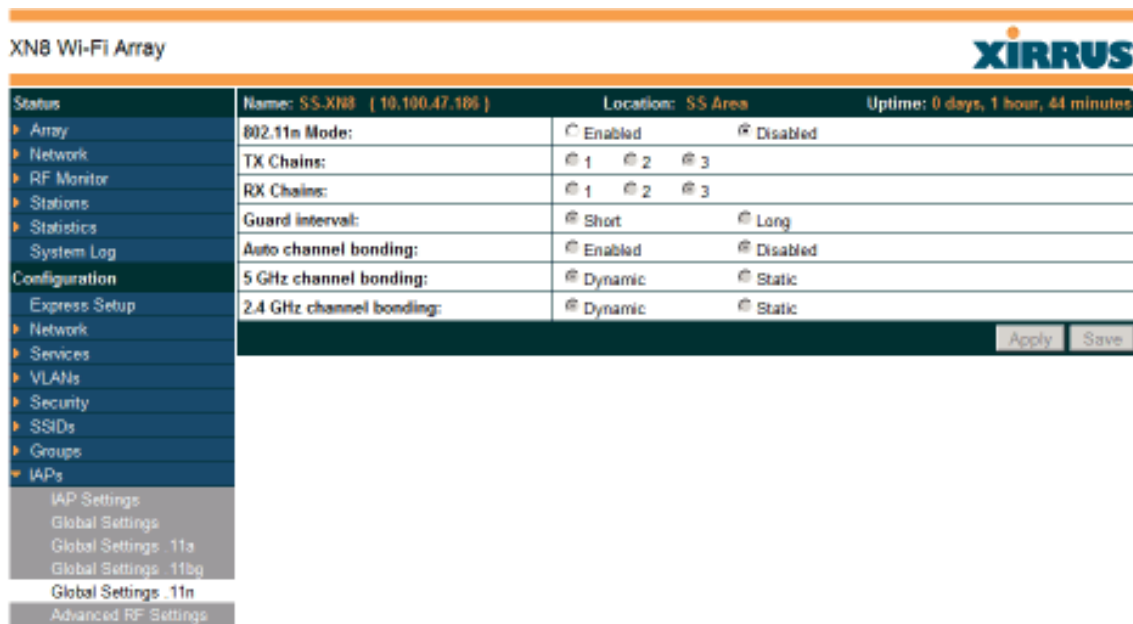 XN8 Wi-Fi Array
XIRRUS
Status
Array
Network
RF Monitor
Stations
Statistics
System Log
Configuration
Express Setup
Network
Services
VLANs
Security
SSIDs
Groups
IAPs
IAP Settings
Global Settings
Global Settings .11a
Global Settings .11bg
Global Settings .11n
Advanced RF Settings
Name: SS-XN8 ( 10.100.47.186 ) Location: SS Area Uptime: 0 days, 1 hour, 44 minutes
802.11n Mode: Enabled Disabled
TX Chains: 1 2 3
RX Chains: 1 2 3
Guard interval: Short Long
Auto channel bonding: Enabled Disabled
5 GHz channel bonding: Dynamic Static
2.4 GHz channel bonding: Dynamic Static
Apply Save